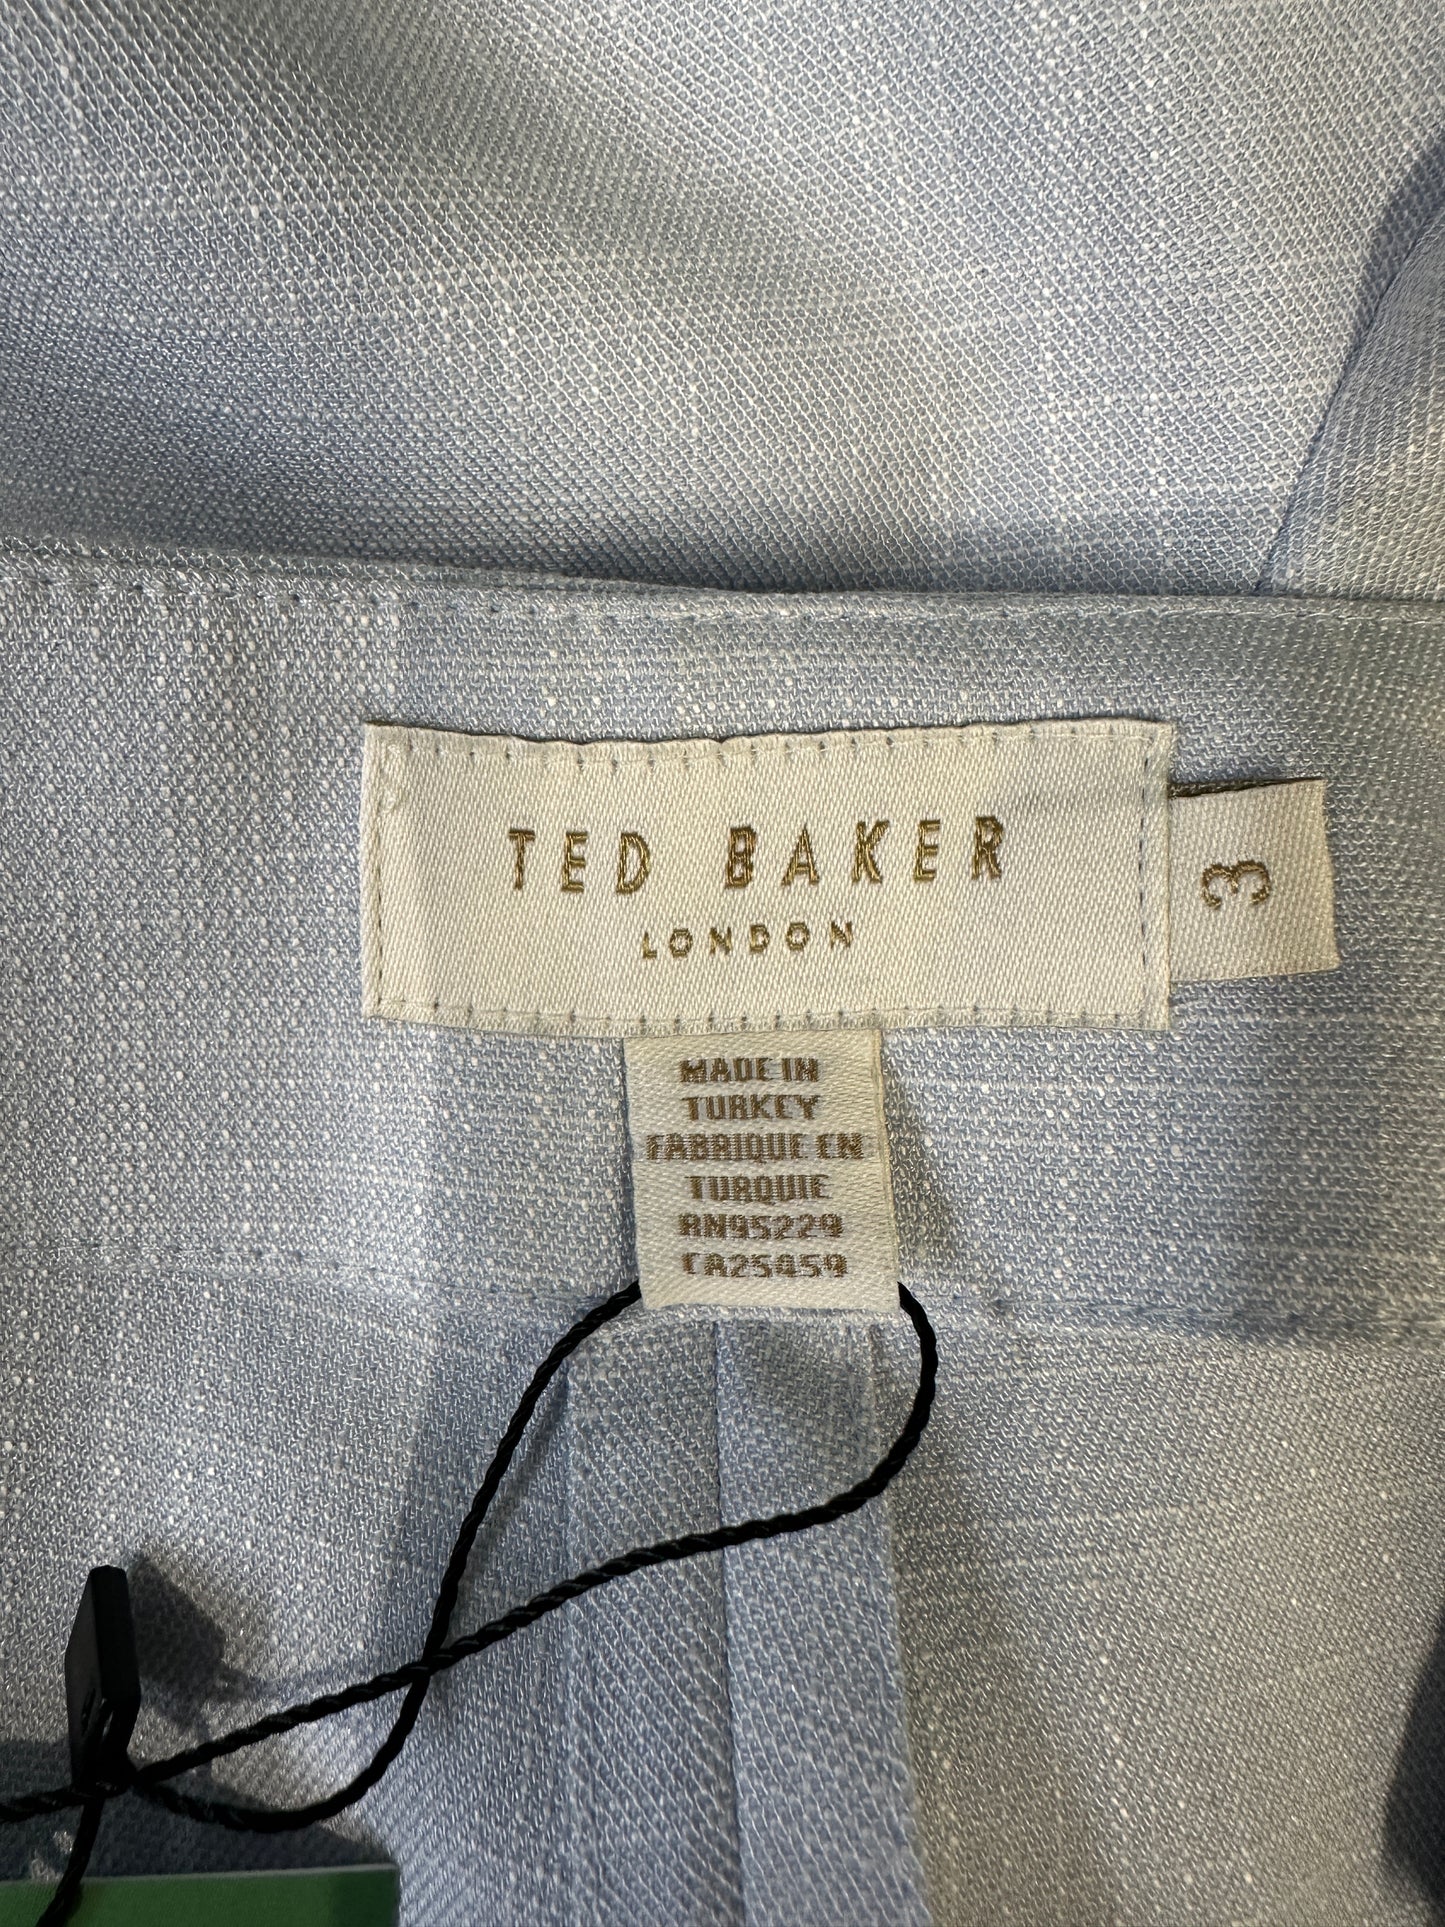 TED BAKER
LONDON
3
MADE IN
TURKEY
FABRIQUE EN
TURQUIE
RN95229
CA25459